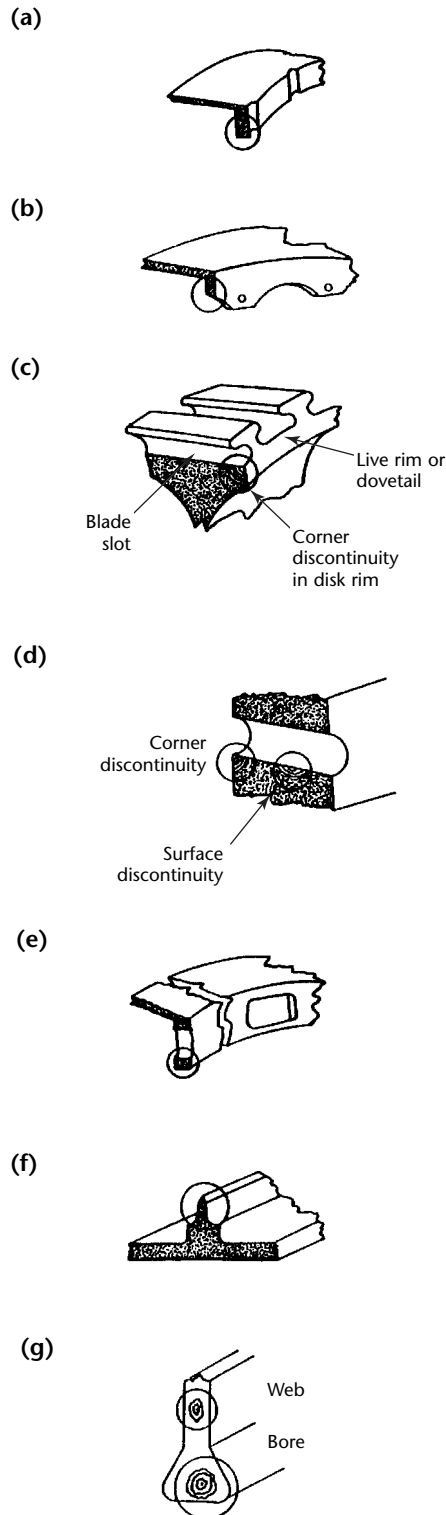 (a)
(b)
(c)
Live rim or
dovetail
Blade
slot
Corner
discontinuity
in disk rim
(d)
Corner
discontinuity
Surface
discontinuity
(e)
(f)
(g)
Web
Bore